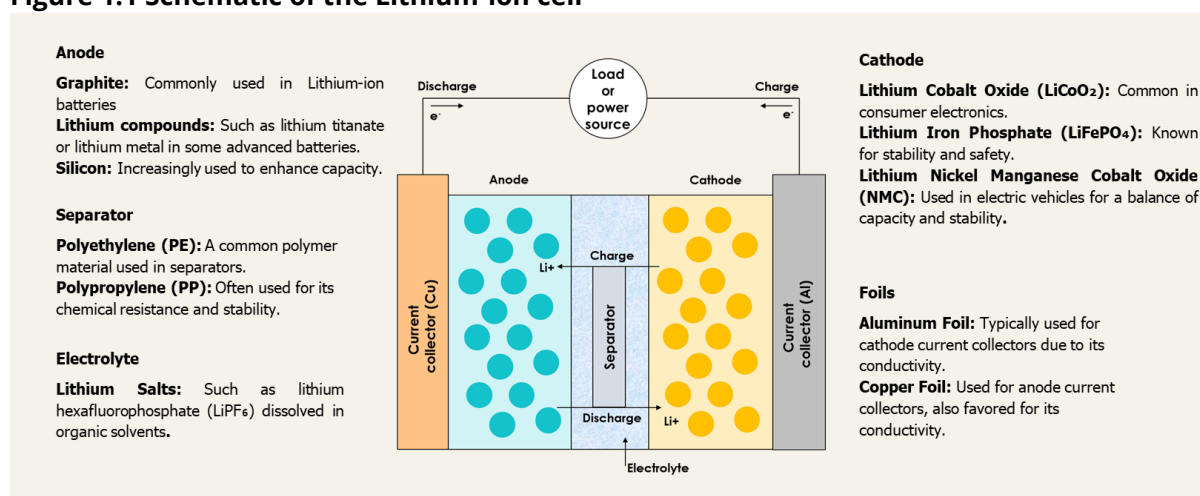 Figure 1.1 Schematic of the Lithium-ion cell
Anode
Graphite: Commonly used in Lithium-ion
batteries
Lithium compounds: Such as lithium titanate
or lithium metal in some advanced batteries.
Silicon: Increasingly used to enhance capacity.
Separator
Polyethylene (PE): A common polymer
material used in separators.
Polypropylene (PP): Often used for its
chemical resistance and stability.
Electrolyte
Lithium Salts: Such as lithium
hexafluorophosphate (LiPF₆) dissolved in
organic solvents.
Load
or
power
source
Discharge
e⁻
Charge
e⁻
Anode
Cathode
Current
collector (Cu)
Charge
Li+
Separator
Discharge
Li+
Electrolyte
Current
collector (Al)
Cathode
Lithium Cobalt Oxide (LiCoO₂): Common in
consumer electronics.
Lithium Iron Phosphate (LiFePO₄): Known
for stability and safety.
Lithium Nickel Manganese Cobalt Oxide
(NMC): Used in electric vehicles for a balance of
capacity and stability.
Foils
Aluminum Foil: Typically used for
cathode current collectors due to its
conductivity.
Copper Foil: Used for anode current
collectors, also favored for its
conductivity.